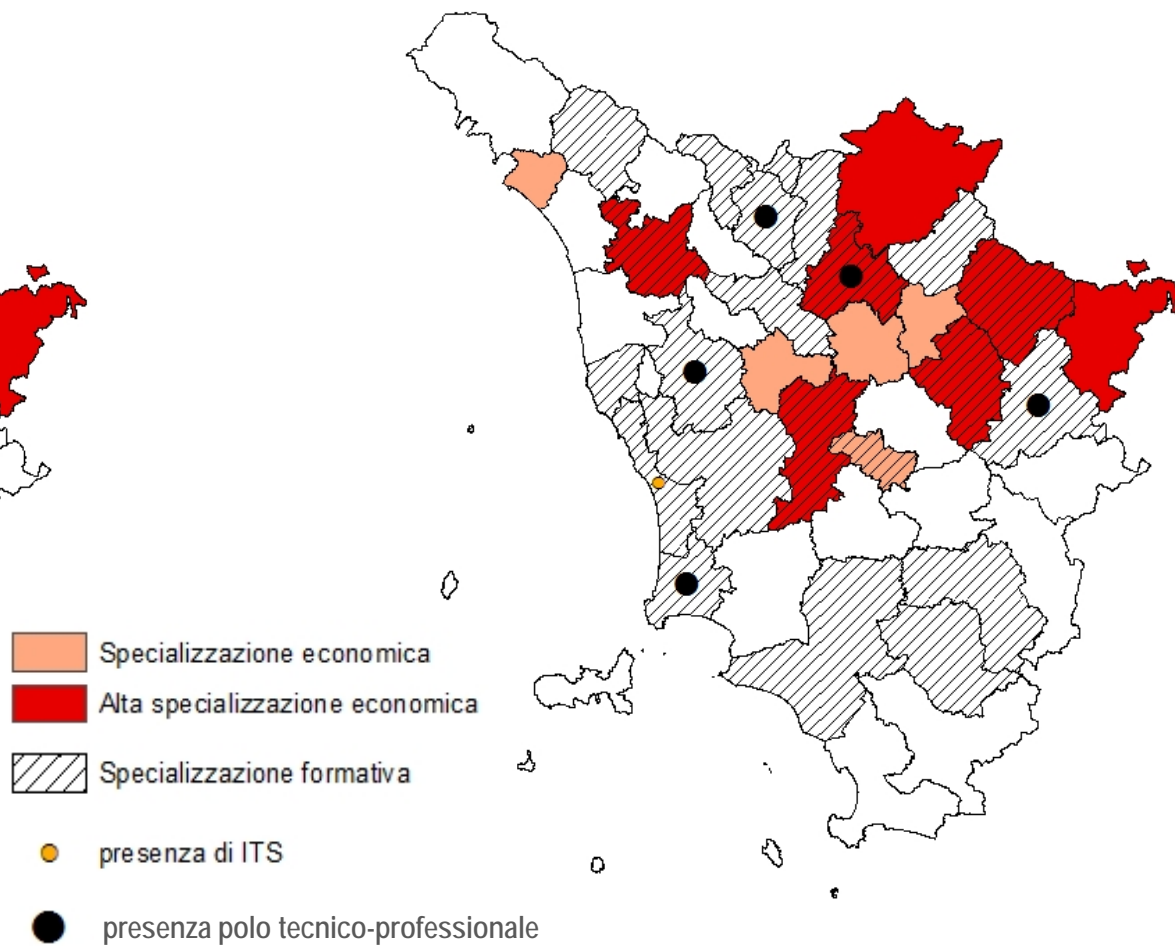 Specializzazione economica
Alta specializzazione economica
Specializzazione formativa
presenza di ITS
presenza polo tecnico-professionale